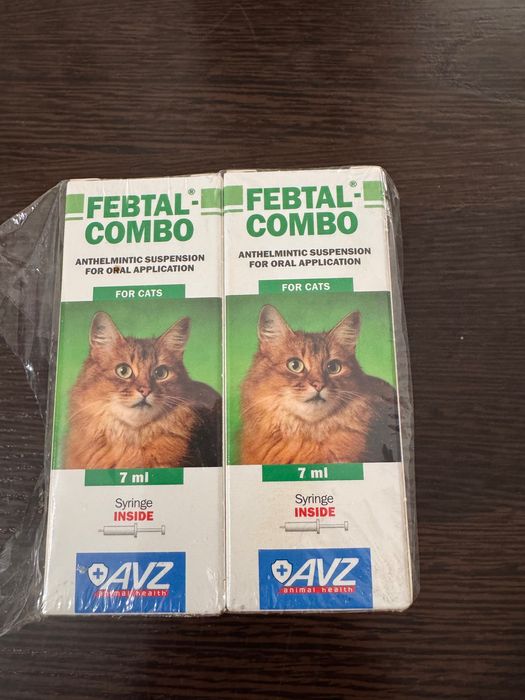 FEBTAL-®
COMBO
ANTHELMINTIC SUSPENSION
FOR ORAL APPLICATION
FOR CATS
7 ml
Syringe
INSIDE
AVZ
animal health
FEBTAL-®
COMBO
ANTHELMINTIC SUSPENSION
FOR ORAL APPLICATION
FOR CATS
7 ml
Syringe
INSIDE
AVZ
animal health